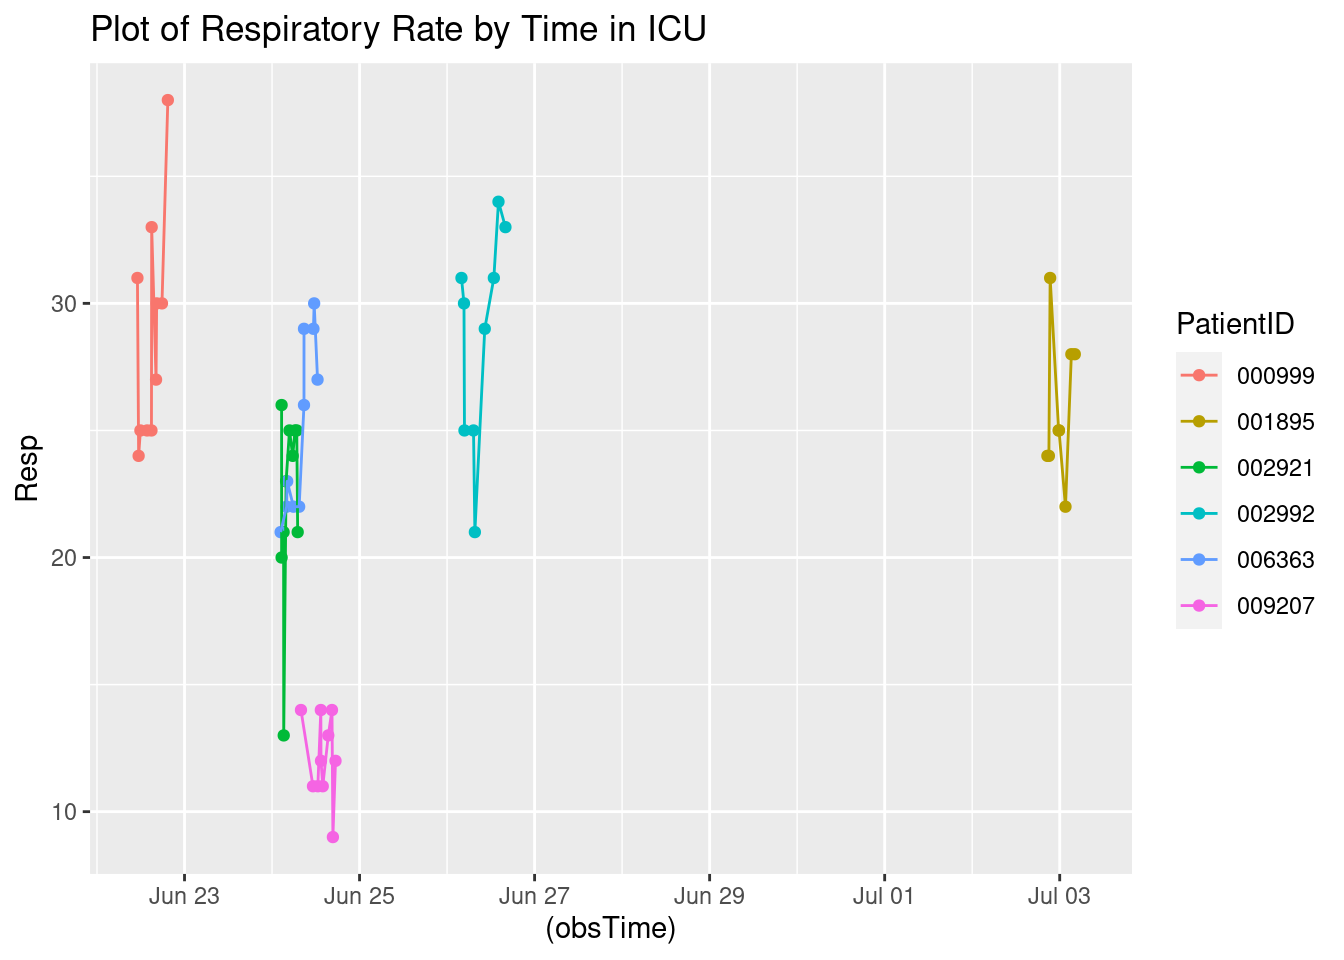 Plot of Respiratory Rate by Time in ICU
Resp
30
20
10
Jun 23 Jun 25 Jun 27 Jun 29 Jul 01 Jul 03
(obsTime)
PatientID
000999
001895
002921
002992
006363
009207